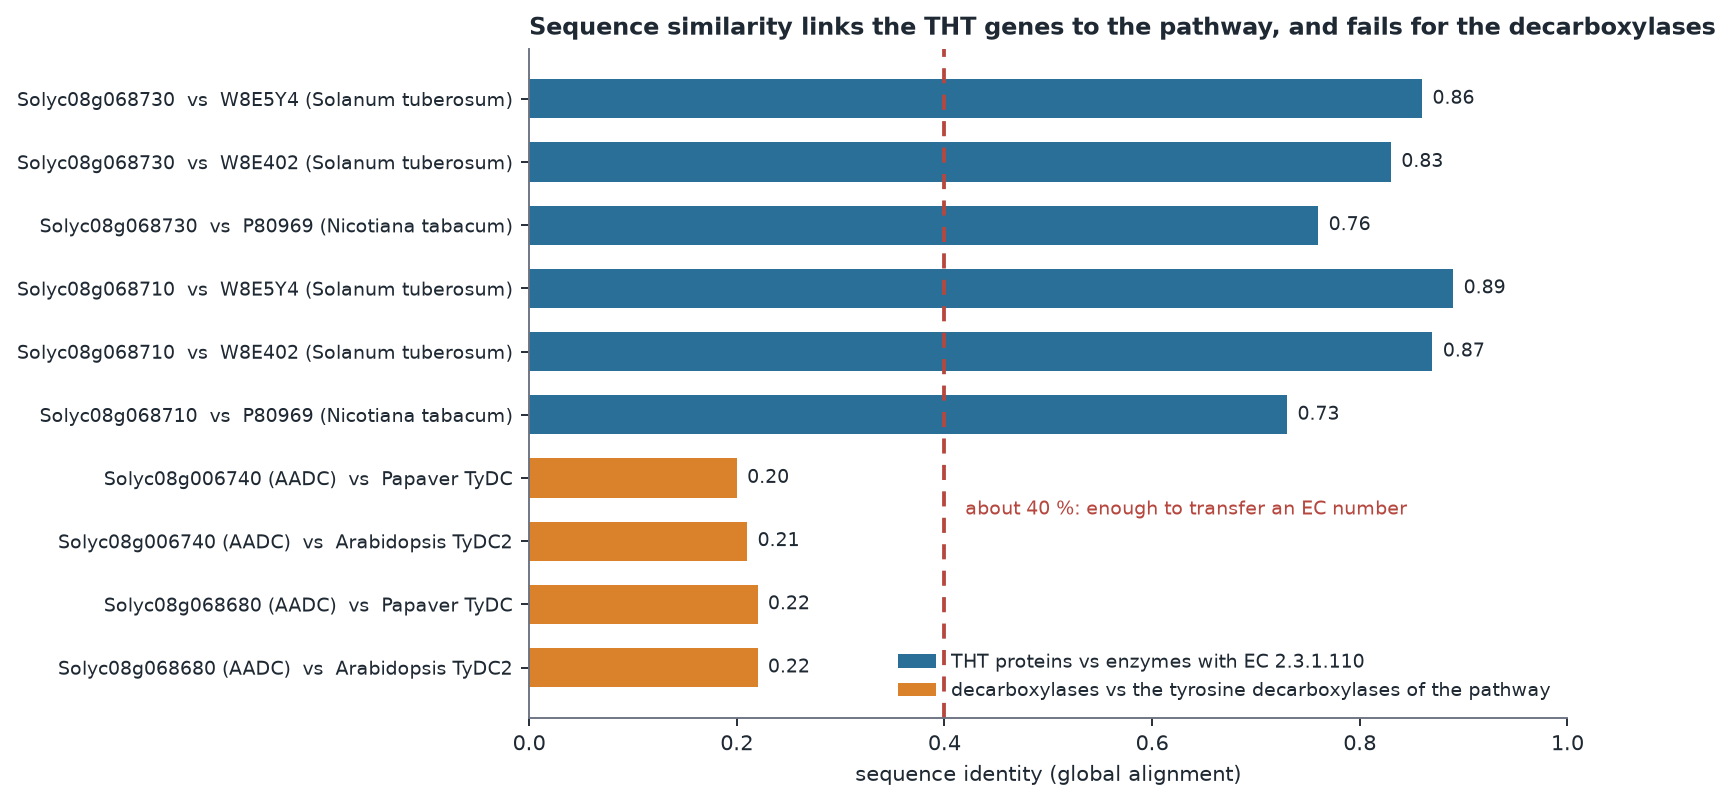 Sequence similarity links the THT genes to the pathway, and fails for the decarboxylases
Solyc08g068730 vs W8E5Y4 (Solanum tuberosum)
0.86
Solyc08g068730 vs W8E402 (Solanum tuberosum)
0.83
Solyc08g068730 vs P80969 (Nicotiana tabacum)
0.76
Solyc08g068710 vs W8E5Y4 (Solanum tuberosum)
0.89
Solyc08g068710 vs W8E402 (Solanum tuberosum)
0.87
Solyc08g068710 vs P80969 (Nicotiana tabacum)
0.73
Solyc08g006740 (AADC) vs Papaver TyDC
0.20
about 40 %: enough to transfer an EC number
Solyc08g006740 (AADC) vs Arabidopsis TyDC2
0.21
Solyc08g068680 (AADC) vs Papaver TyDC
0.22
Solyc08g068680 (AADC) vs Arabidopsis TyDC2
0.22
THT proteins vs enzymes with EC 2.3.1.110
decarboxylases vs the tyrosine decarboxylases of the pathway
0.0 0.2 0.4 0.6 0.8 1.0
sequence identity (global alignment)